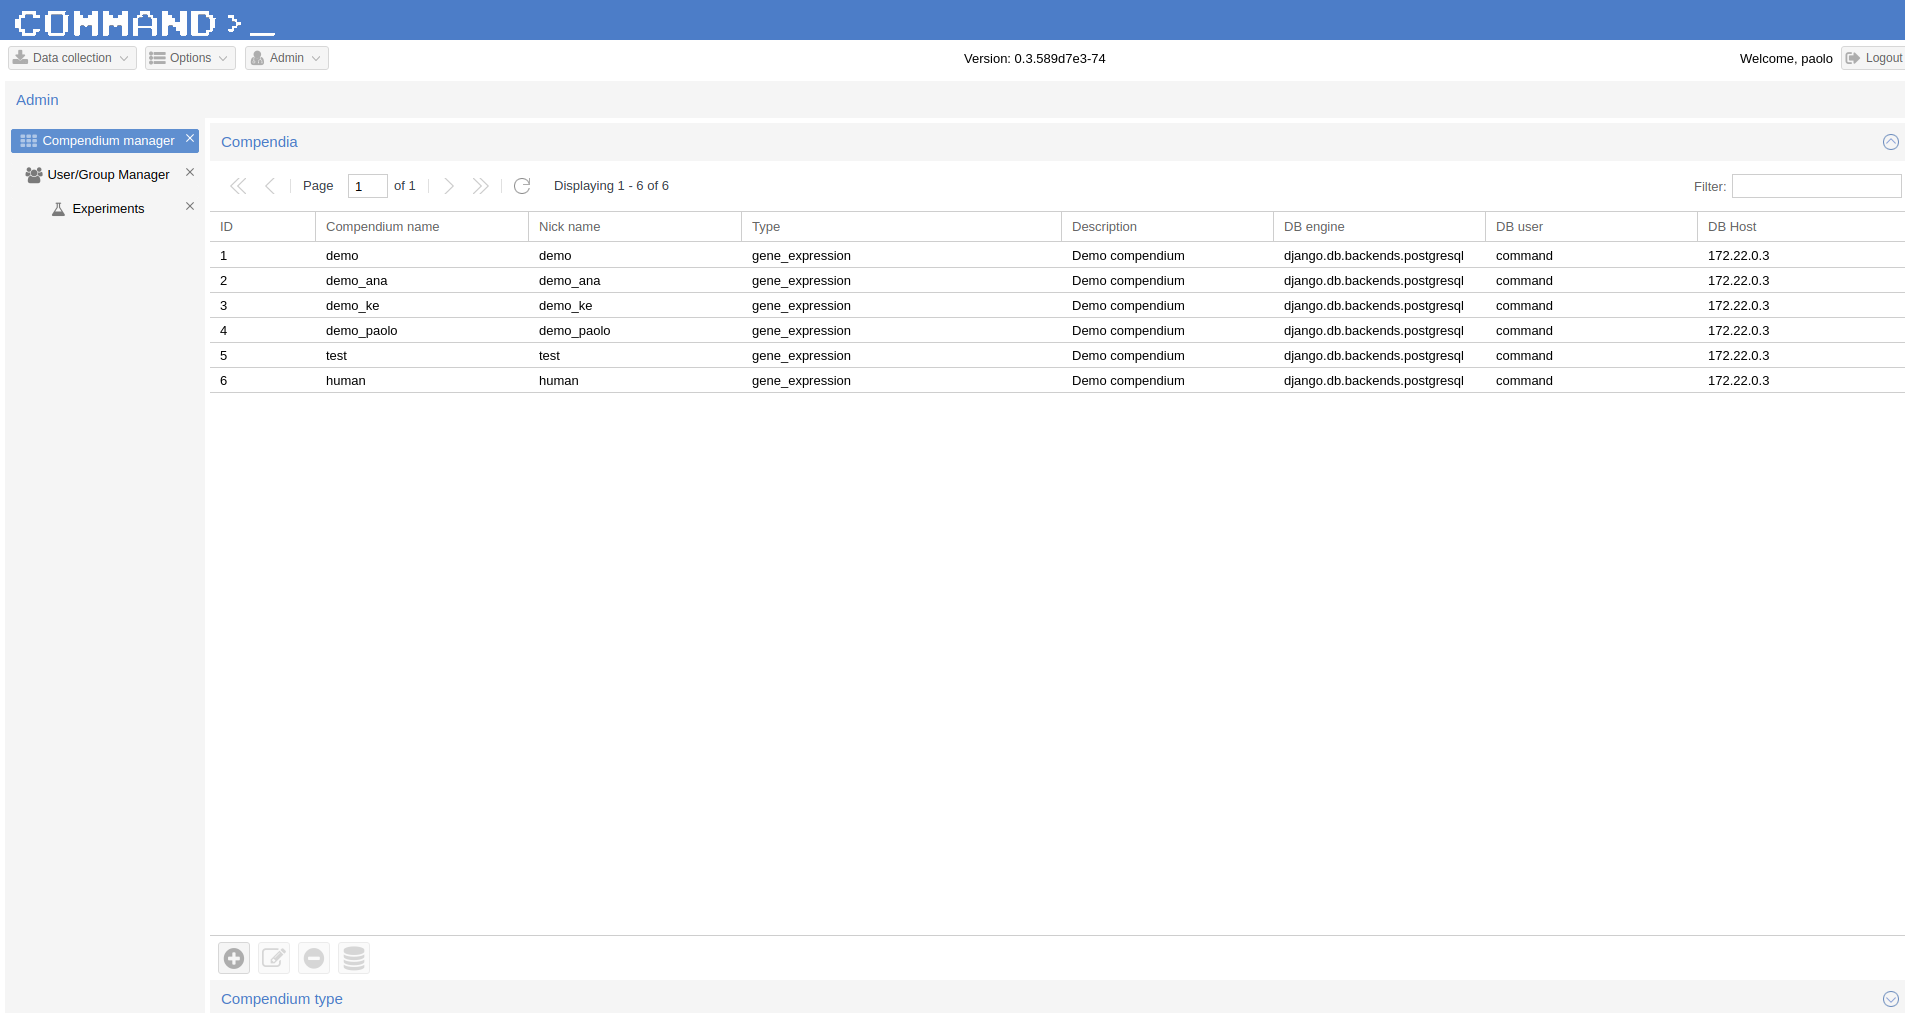 COMMAND>_
Data collection Options Admin Version: 0.3.589d7e3-74 Welcome, paolo Logout
Admin
Compendium manager
User/Group Manager
Experiments
Compendia
Page 1 of 1 Displaying 1 - 6 of 6 Filter:
ID Compendium name Nick name Type Description DB engine DB user DB Host
1 demo demo gene_expression Demo compendium django.db.backends.postgresql command 172.22.0.3
2 demo_ana demo_ana gene_expression Demo compendium django.db.backends.postgresql command 172.22.0.3
3 demo_ke demo_ke gene_expression Demo compendium django.db.backends.postgresql command 172.22.0.3
4 demo_paolo demo_paolo gene_expression Demo compendium django.db.backends.postgresql command 172.22.0.3
5 test test gene_expression Demo compendium django.db.backends.postgresql command 172.22.0.3
6 human human gene_expression Demo compendium django.db.backends.postgresql command 172.22.0.3
Compendium type